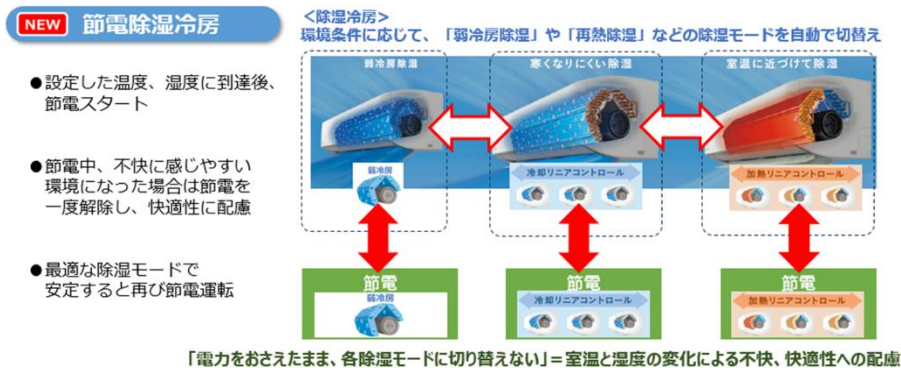 NEW 節電除湿冷房
●設定した温度、湿度に到達後、
節電スタート
●節電中、不快に感じやすい
環境になった場合は節電を
一度解除し、快適性に配慮
●最適な除湿モードで
安定すると再び節電運転
<除湿冷房>
環境条件に応じて、「弱冷房除湿」や「再熱除湿」などの除湿モードを自動で切替え
弱冷房除湿
寒くなりにくい除湿
室温に近づけて除湿
弱冷房
冷却リニアコントロール
加熱リニアコントロール
節電
弱冷房
節電
冷却リニアコントロール
節電
加熱リニアコントロール
「電力をおさえたまま、各除湿モードに切り替えない」＝室温と湿度の変化による不快、快適性への配慮